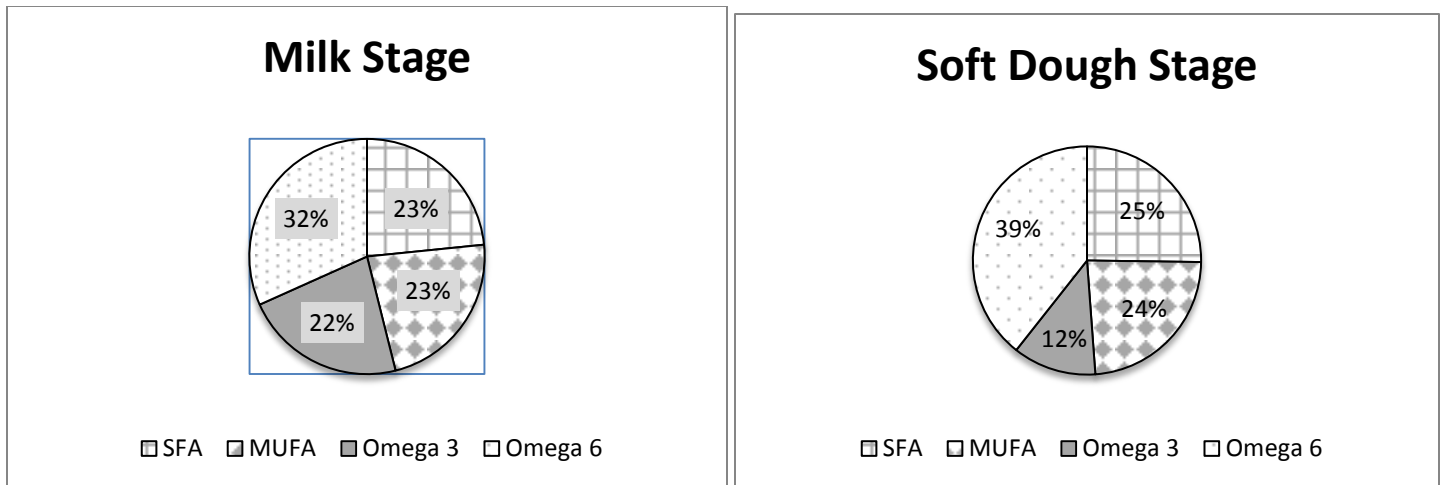 Milk Stage
23%
23%
22%
32%
SFA MUFA Omega 3 Omega 6
Soft Dough Stage
25%
24%
12%
39%
SFA MUFA Omega 3 Omega 6